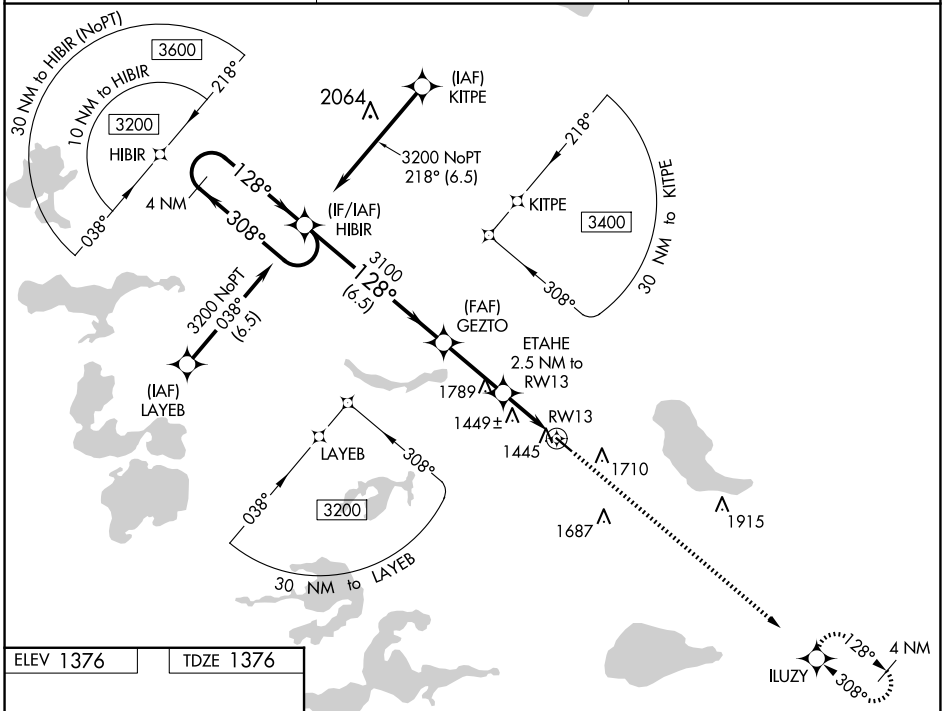 30 NM to HIBIR (NoPT)
3600
10 NM to HIBIR
218°
3200
HIBIR
038°
(IAF)
KITPE
2064
3200 NoPT
218° (6.5)
128°
4 NM
308°
(IF/IAF)
HIBIR
218°
KITPE
3400
30 NM to KITPE
308°
3100
128°
(6.5)
3200 NoPT
038°
(6.5)
(IAF)
LAYEB
(FAF)
GEZTO
ETAHE
2.5 NM to
RW13
1789
1449±
RW13
1445
1710
1687
1915
LAYEB
308°
038°
3200
30 NM to LAYEB
ELEV 1376
TDZE 1376
128°
4 NM
ILUZY
308°